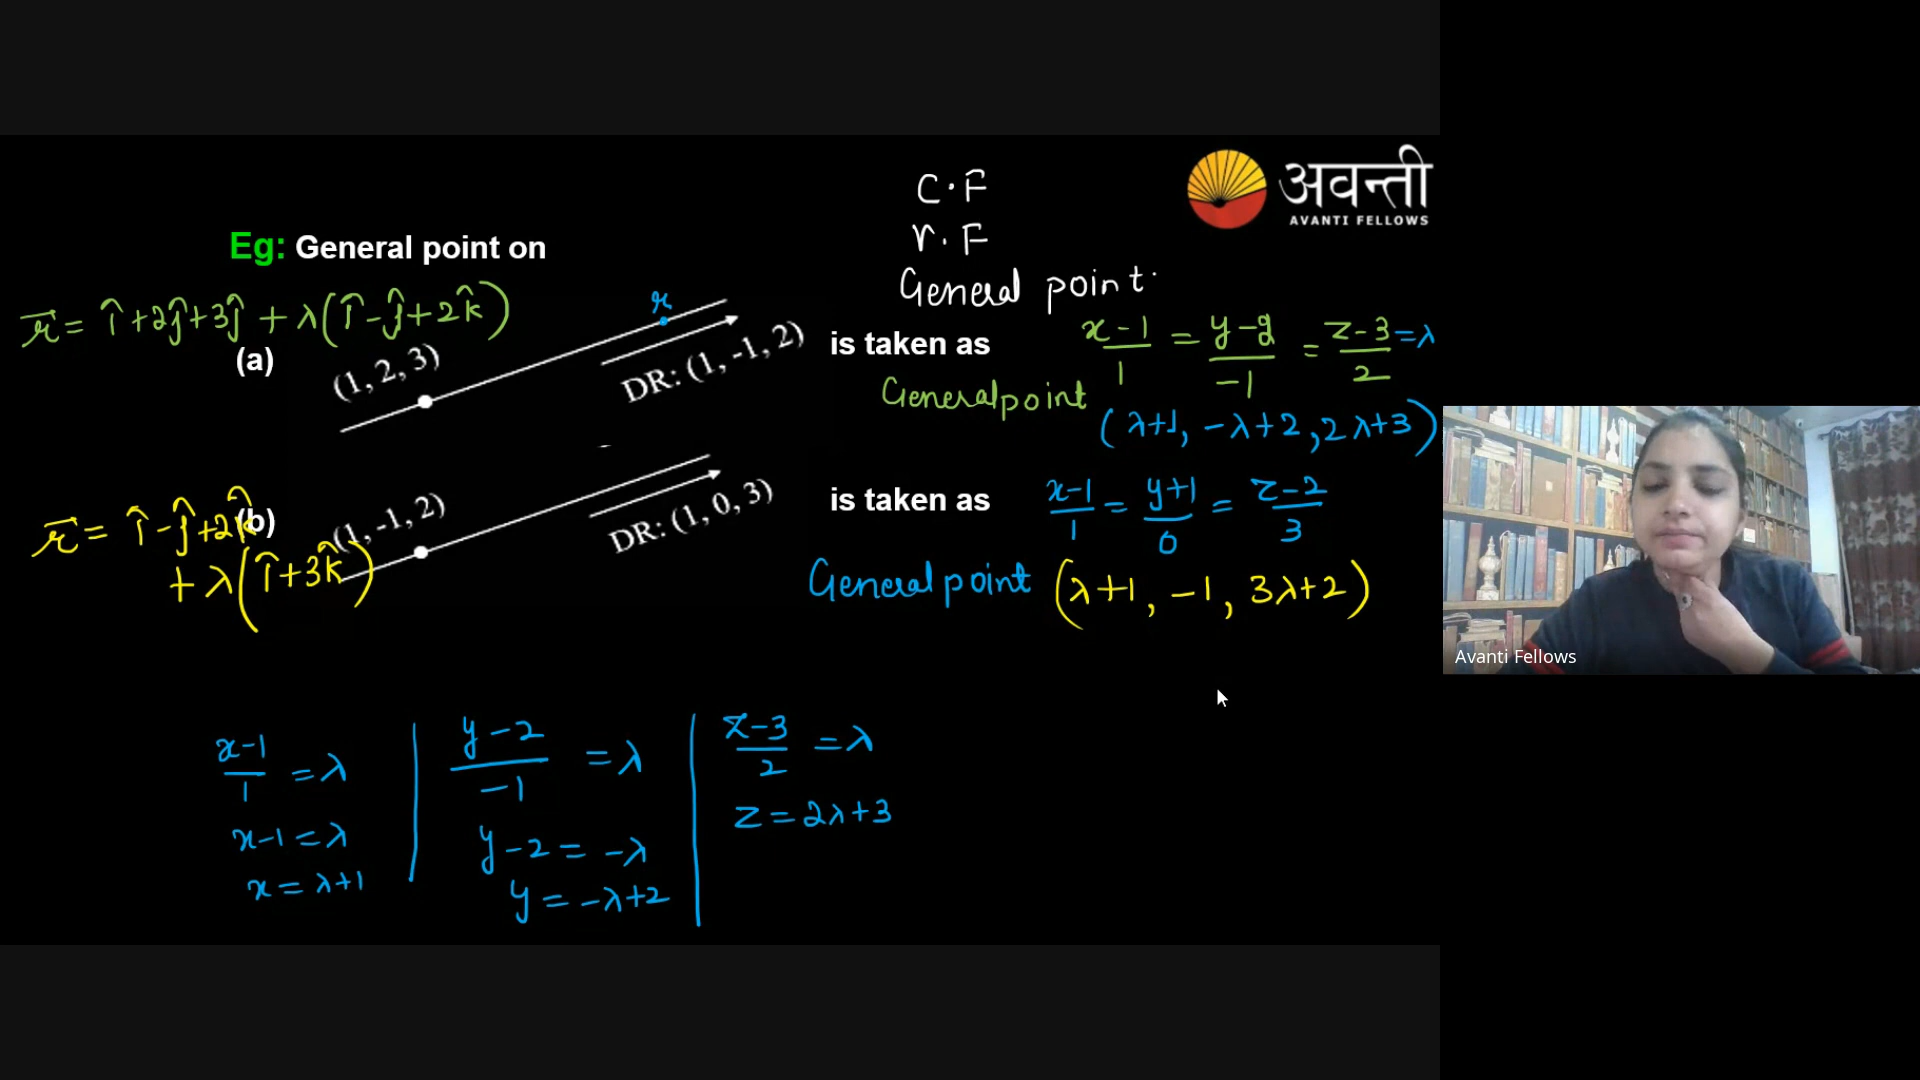 C.F
r.F
General point.
अवन्ती
AVANTI FELLOWS
Eg: General point on
r⃗ = î+2ĵ+3ĵ + λ(î-ĵ+2k̂)
(a)
(1, 2, 3)
r
DR: (1, -1, 2)
is taken as
x-1/1 = y-2/-1 = z-3/2 = λ
General point
(λ+1, -λ+2, 2λ+3)
r⃗ = î-ĵ+2k̂
+ λ(î+3k̂)
(b)
(1, -1, 2)
DR: (1, 0, 3)
is taken as
x-1/1 = y+1/0 = z-2/3
General point (λ+1, -1, 3λ+2)
x-1/1 = λ
x-1 = λ
x = λ+1
y-2/-1 = λ
y-2 = -λ
y = -λ+2
z-3/2 = λ
z = 2λ+3
Avanti Fellows